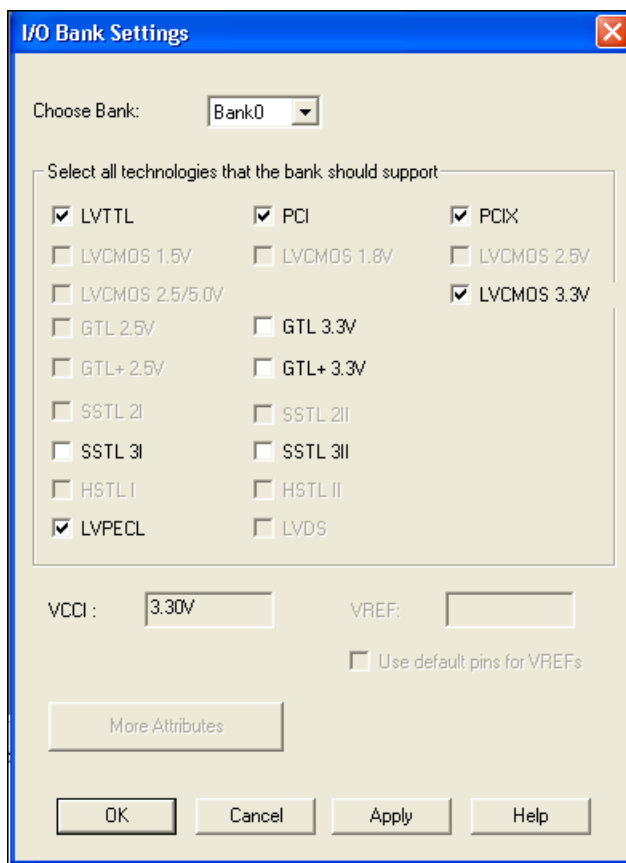 I/O Bank Settings
Choose Bank: Bank0
Select all technologies that the bank should support
LVTTL PCI PCIX
LVCMOS 1.5V LVCMOS 1.8V LVCMOS 2.5V
LVCMOS 2.5/5.0V LVCMOS 3.3V
GTL 2.5V GTL 3.3V
GTL+ 2.5V GTL+ 3.3V
SSTL 2I SSTL 2II
SSTL 3I SSTL 3II
HSTL I HSTL II
LVPECL LVDS
VCCI : 3.30V VREF:
Use default pins for VREFs
More Attributes
OK Cancel Apply Help